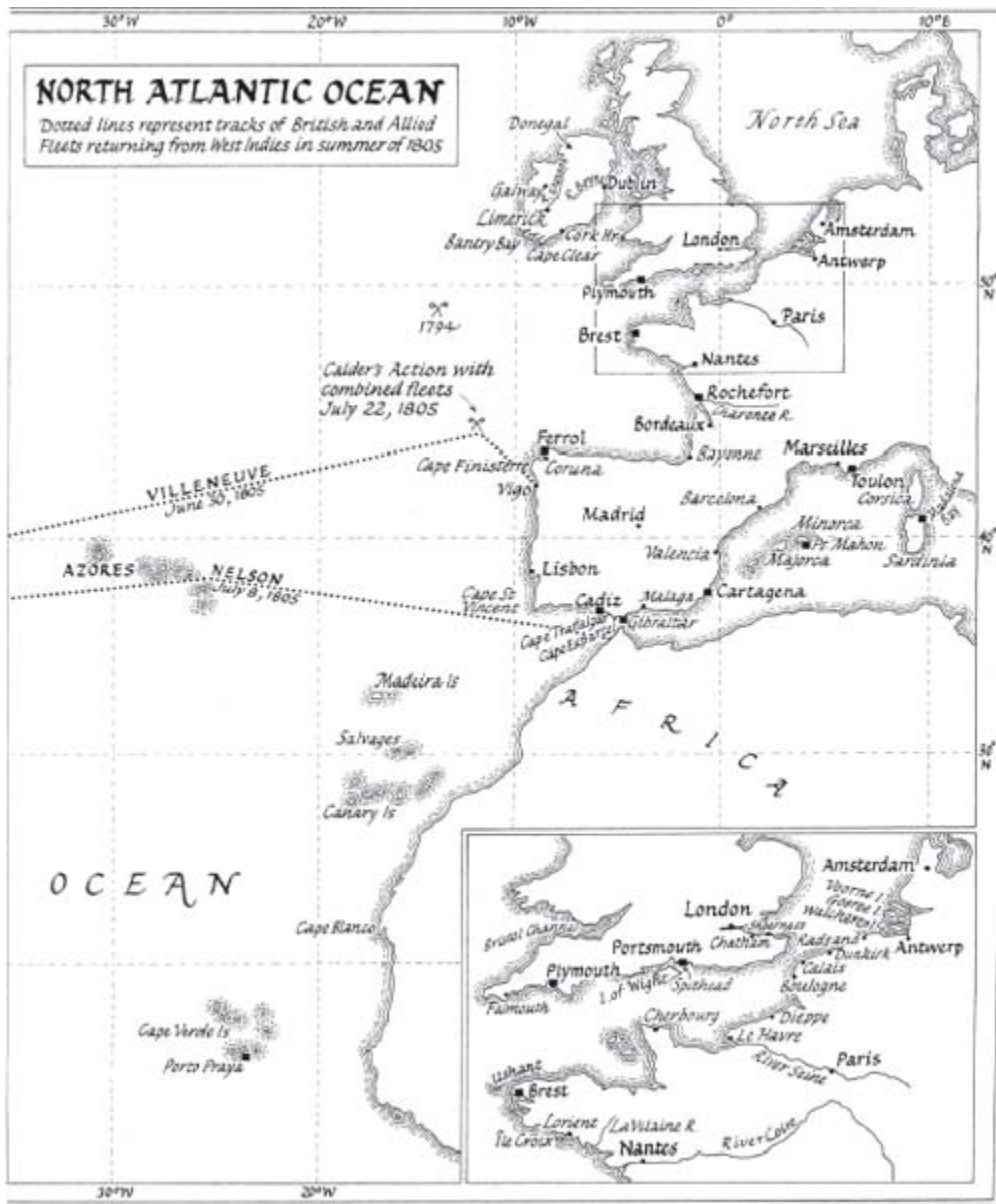 30°W 20°W 10°W 0° 10°E
NORTH ATLANTIC OCEAN
Dotted lines represent tracks of British and Allied
Fleets returning from West Indies in summer of 1805
North Sea
Donegal
Galway
Dublin
Limerick
Bantry Bay
Cork Hr
Cape Clear
London
Amsterdam
Antwerp
Plymouth
50°
N
1794
Brest
Paris
Nantes
Calder's Action with
combined fleets
July 22, 1805
Rochefort
Charente R.
Bordeaux
Ferrol
Cape Finisterre
Coruna
Bayonne
Marseilles
Toulon
Corsica
Vigo
VILLENEUVE
June 30, 1805
Barcelona
Madrid
Minorca
Pt Mahon
40°
N
Valencia
Majorca
Sardinia
AZORES
NELSON
July 8, 1805
Lisbon
Cape St
Vincent
Cadiz
Malaga
Cartagena
Cape Trafalgar
Gibraltar
Madeira Is
AFRICA
Salvages
30°
N
Canary Is
OCEAN
Cape Blanco
Cape Verde Is
Porto Praya
Amsterdam
Voorne I.
Goeree I.
Walcheren I.
London
Sheerness
Bristol Channel
Chatham
Radsand
Antwerp
Portsmouth
Dunkirk
Plymouth
Calais
I. of Wight
Spithead
Boulogne
Falmouth
Cherbourg
Dieppe
Le Havre
Ushant
River Seine
Paris
Brest
Lorient
La Vilaine R
Île Croix
Nantes
River Loire
30°W 20°W